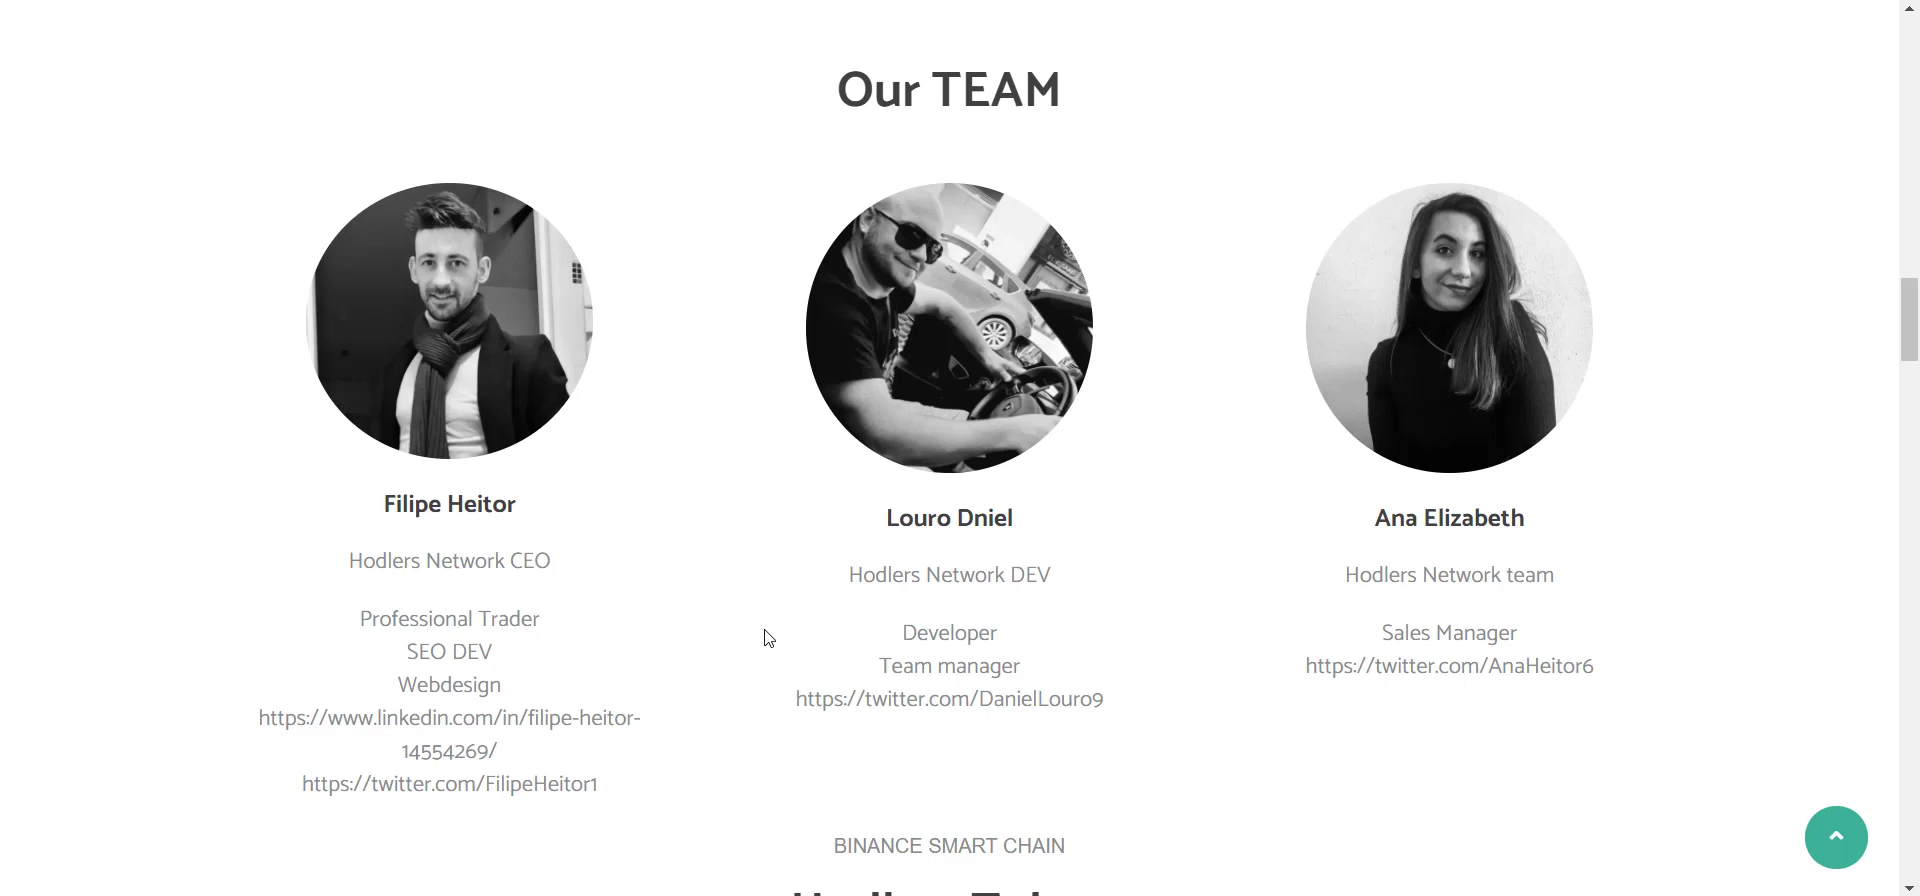 Our TEAM
Filipe Heitor
Hodlers Network CEO
Professional Trader
SEO DEV
Webdesign
https://www.linkedin.com/in/filipe-heitor-
14554269/
https://twitter.com/FilipeHeitor1
Louro Dniel
Hodlers Network DEV
Developer
Team manager
https://twitter.com/DanielLouro9
Ana Elizabeth
Hodlers Network team
Sales Manager
https://twitter.com/AnaHeitor6
BINANCE SMART CHAIN